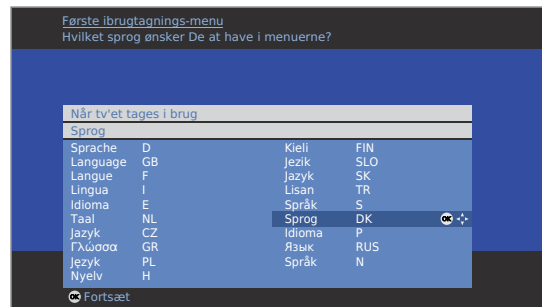 Første ibrugtagnings-menu
Hvilket sprog ønsker De at have i menuerne?
Når tv'et tages i brug
Sprog
Sprache D Kieli FIN
Language GB Jezik SLO
Langue F Jazyk SK
Lingua I Lisan TR
Idioma E Språk S
Taal NL Sprog DK OK
Jazyk CZ Idioma P
Γλώσσα GR Язык RUS
Język PL Språk N
Nyelv H
OK Fortsæt